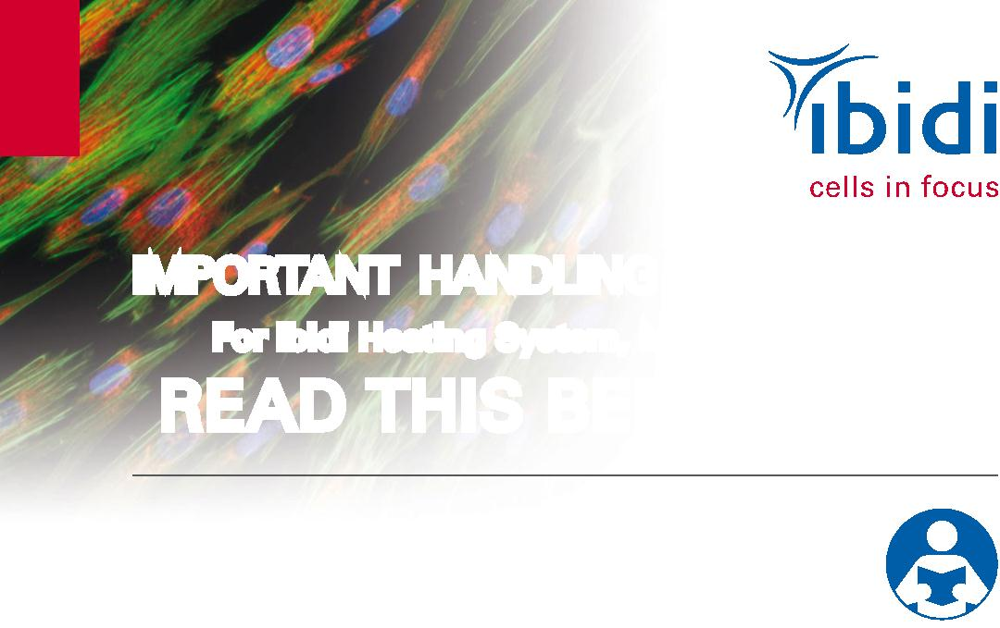 ibidi
cells in focus
IMPORTANT HANDLING
For ibidi Heating System,
READ THIS BE